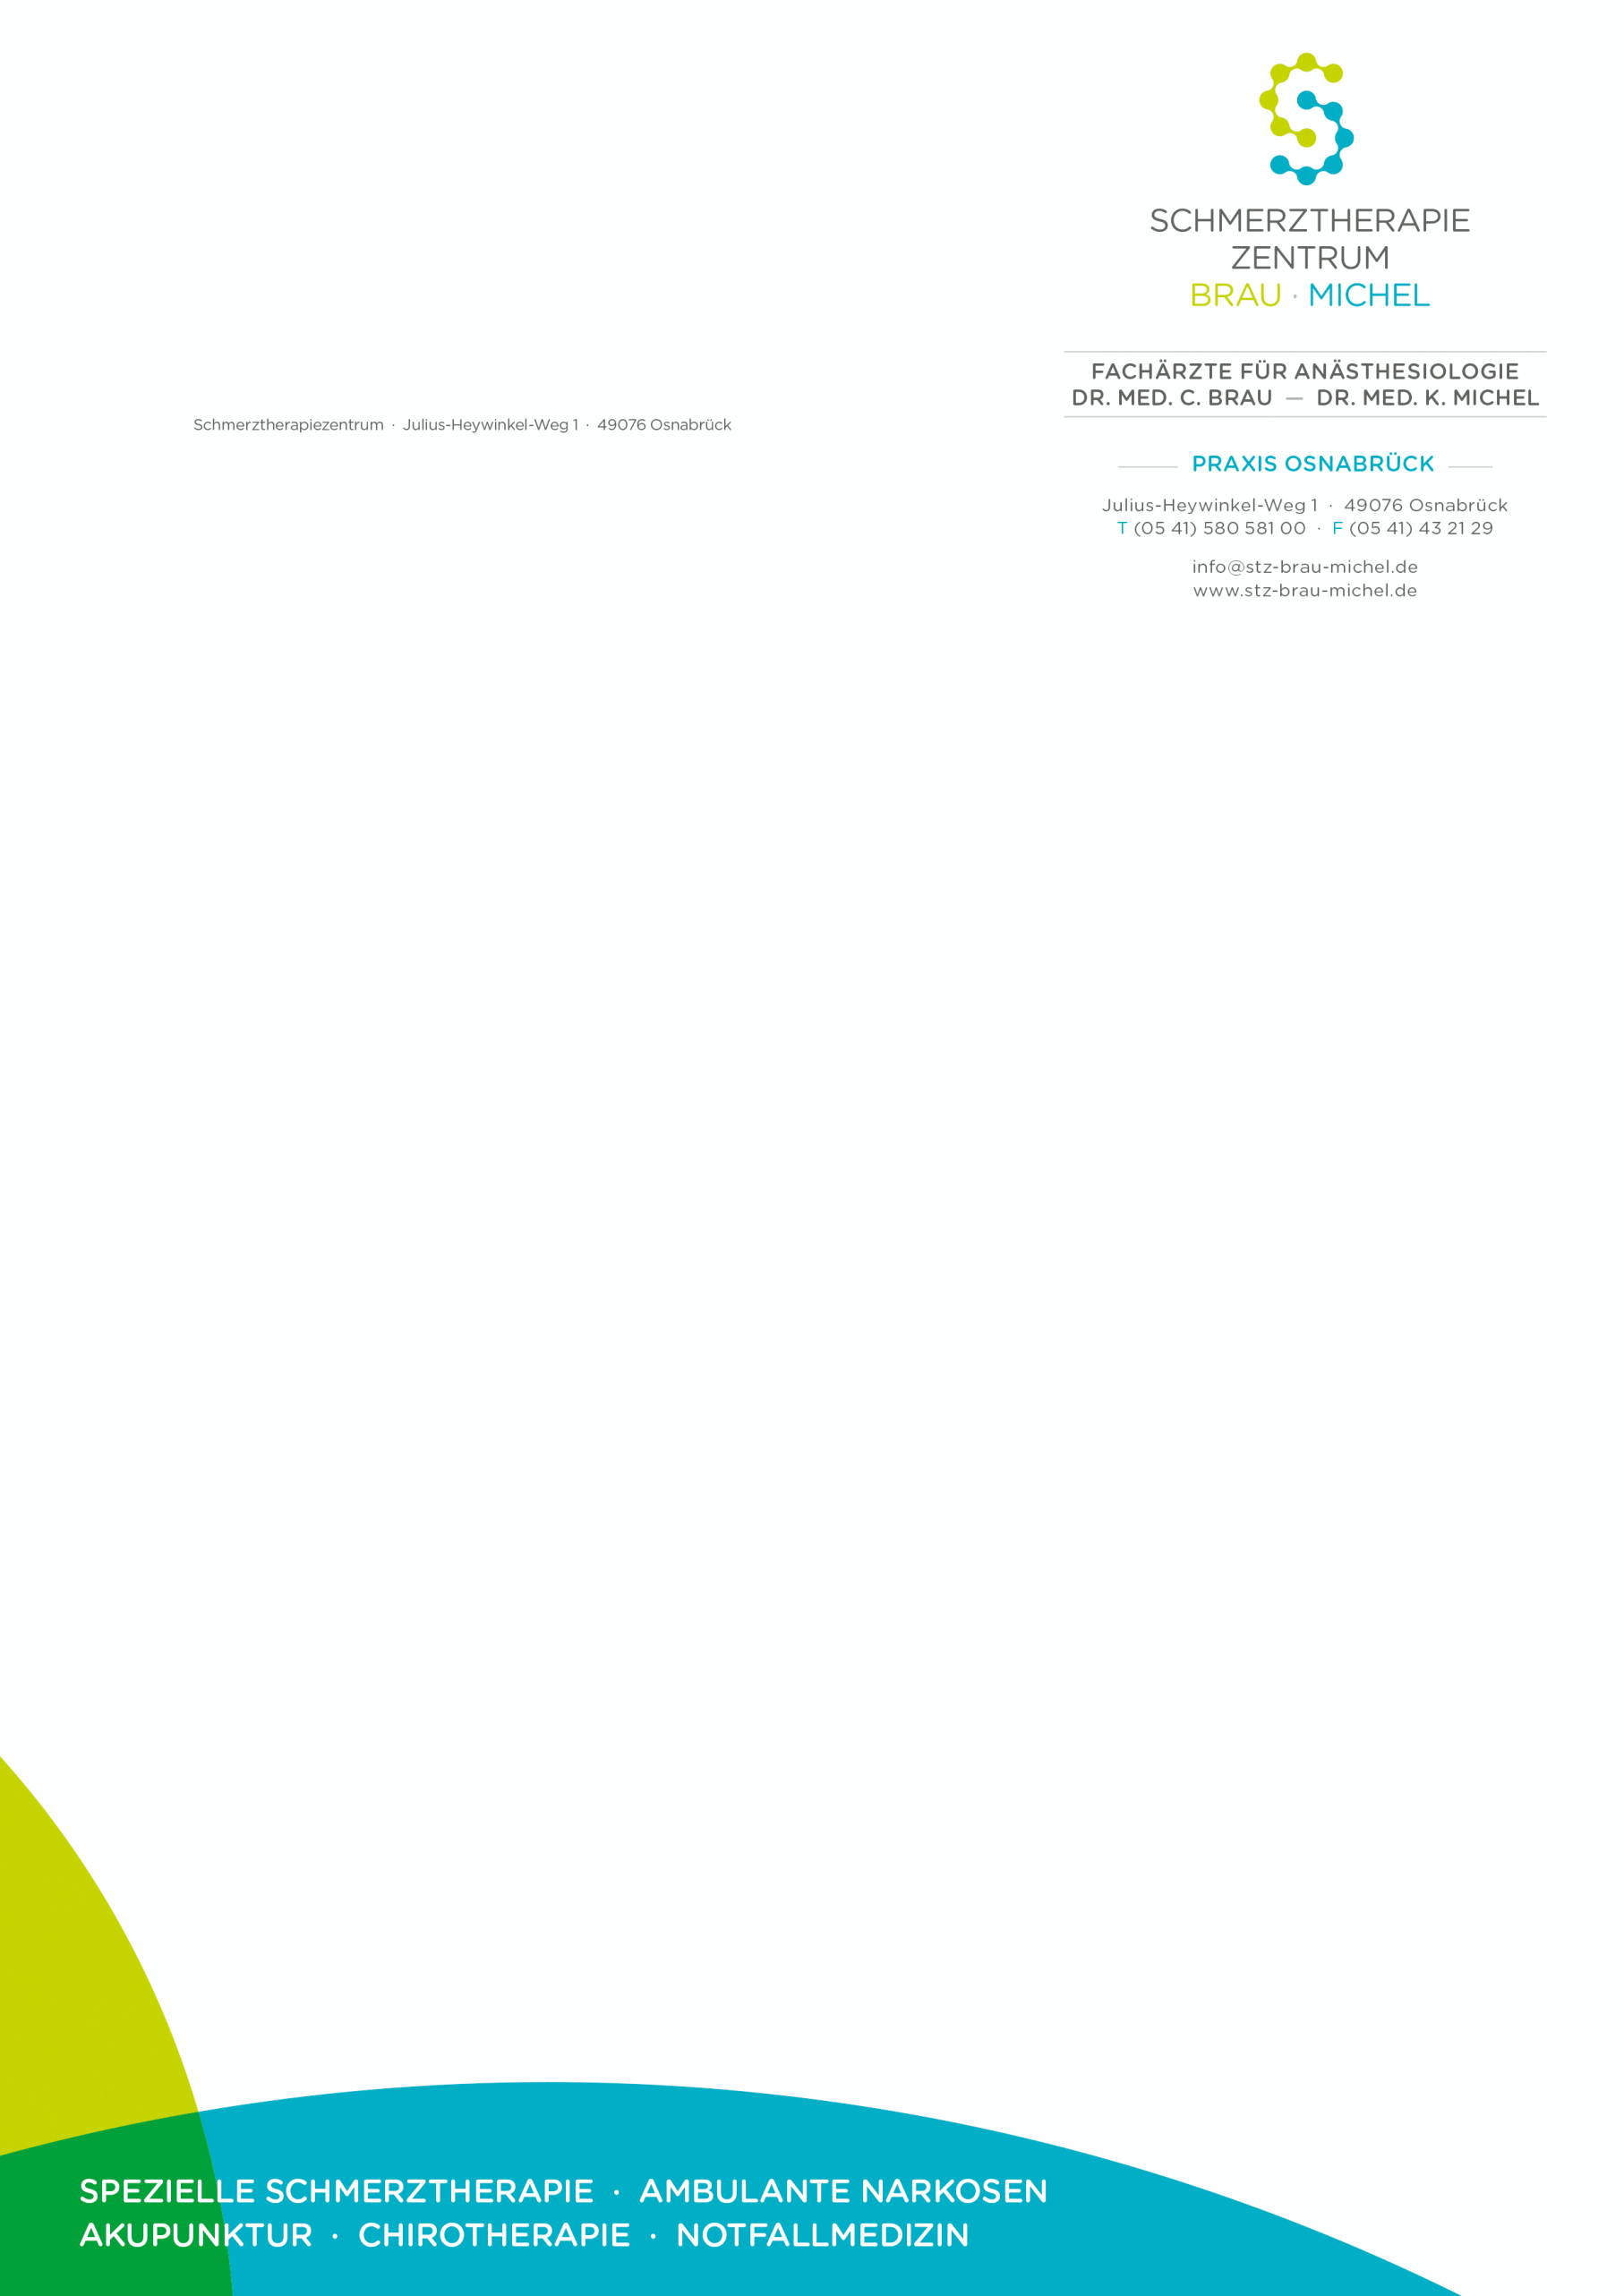 SCHMERZTHERAPIE
ZENTRUM
BRAU · MICHEL
FACHÄRZTE FÜR ANÄSTHESIOLOGIE
DR. MED. C. BRAU — DR. MED. K. MICHEL
Schmerztherapiezentrum · Julius-Heywinkel-Weg 1 · 49076 Osnabrück
PRAXIS OSNABRÜCK
Julius-Heywinkel-Weg 1 · 49076 Osnabrück
T (05 41) 580 581 00 · F (05 41) 43 21 29
info@stz-brau-michel.de
www.stz-brau-michel.de
SPEZIELLE SCHMERZTHERAPIE · AMBULANTE NARKOSEN
AKUPUNKTUR · CHIROTHERAPIE · NOTFALLMEDIZIN